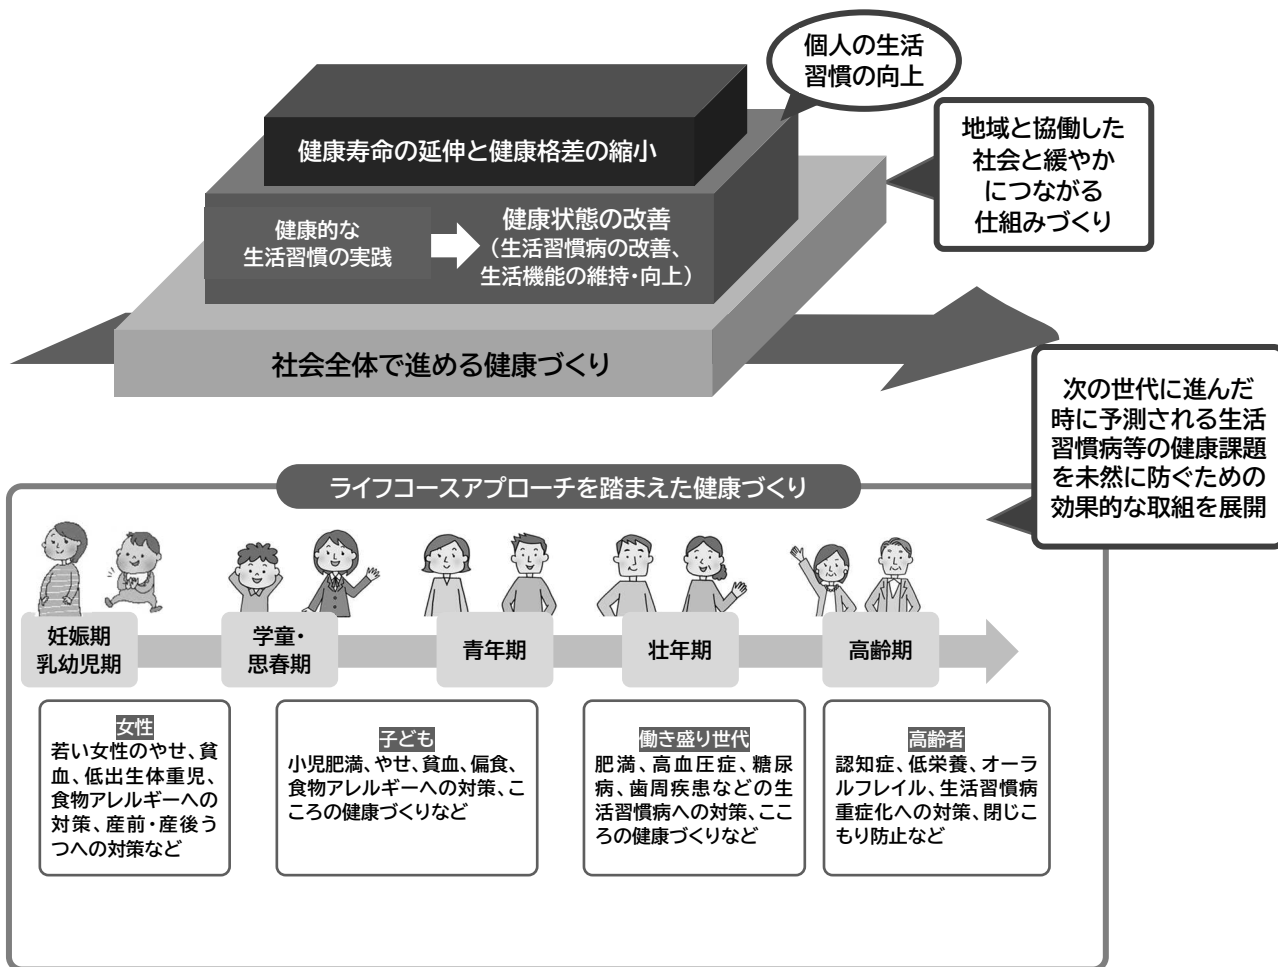 個人の生活
習慣の向上
地域と協働した
社会と緩やか
につながる
仕組みづくり
健康寿命の延伸と健康格差の縮小
健康的な
生活習慣の実践
健康状態の改善
（生活習慣病の改善、
生活機能の維持・向上）
社会全体で進める健康づくり
次の世代に進んだ
時に予測される生活
習慣病等の健康課題
を未然に防ぐための
効果的な取組を展開
ライフコースアプローチを踏まえた健康づくり
妊娠期
乳幼児期
学童・
思春期
青年期
壮年期
高齢期
女性
若い女性のやせ、貧
血、低出生体重児、
食物アレルギーへの
対策、産前・産後う
つへの対策など
子ども
小児肥満、やせ、貧血、偏食、
食物アレルギーへの対策、こ
ころの健康づくりなど
働き盛り世代
肥満、高血圧症、糖尿
病、歯周疾患などの生
活習慣病への対策、ここ
ろの健康づくりなど
高齢者
認知症、低栄養、オーラ
ルフレイル、生活習慣病
重症化への対策、閉じこ
もり防止など